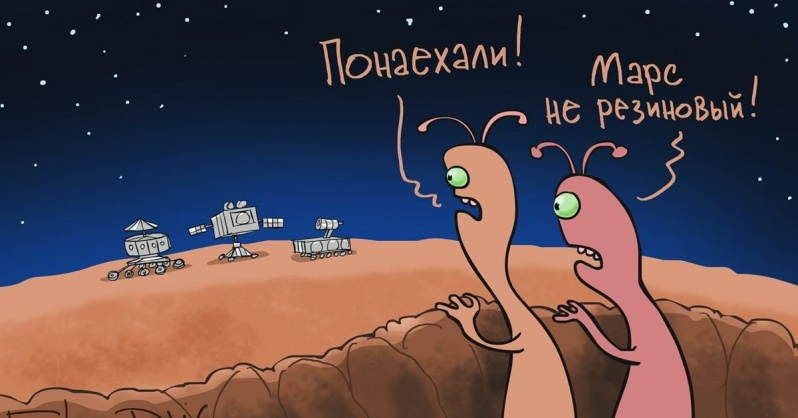 Понаехали!
Марс
не резиновый!